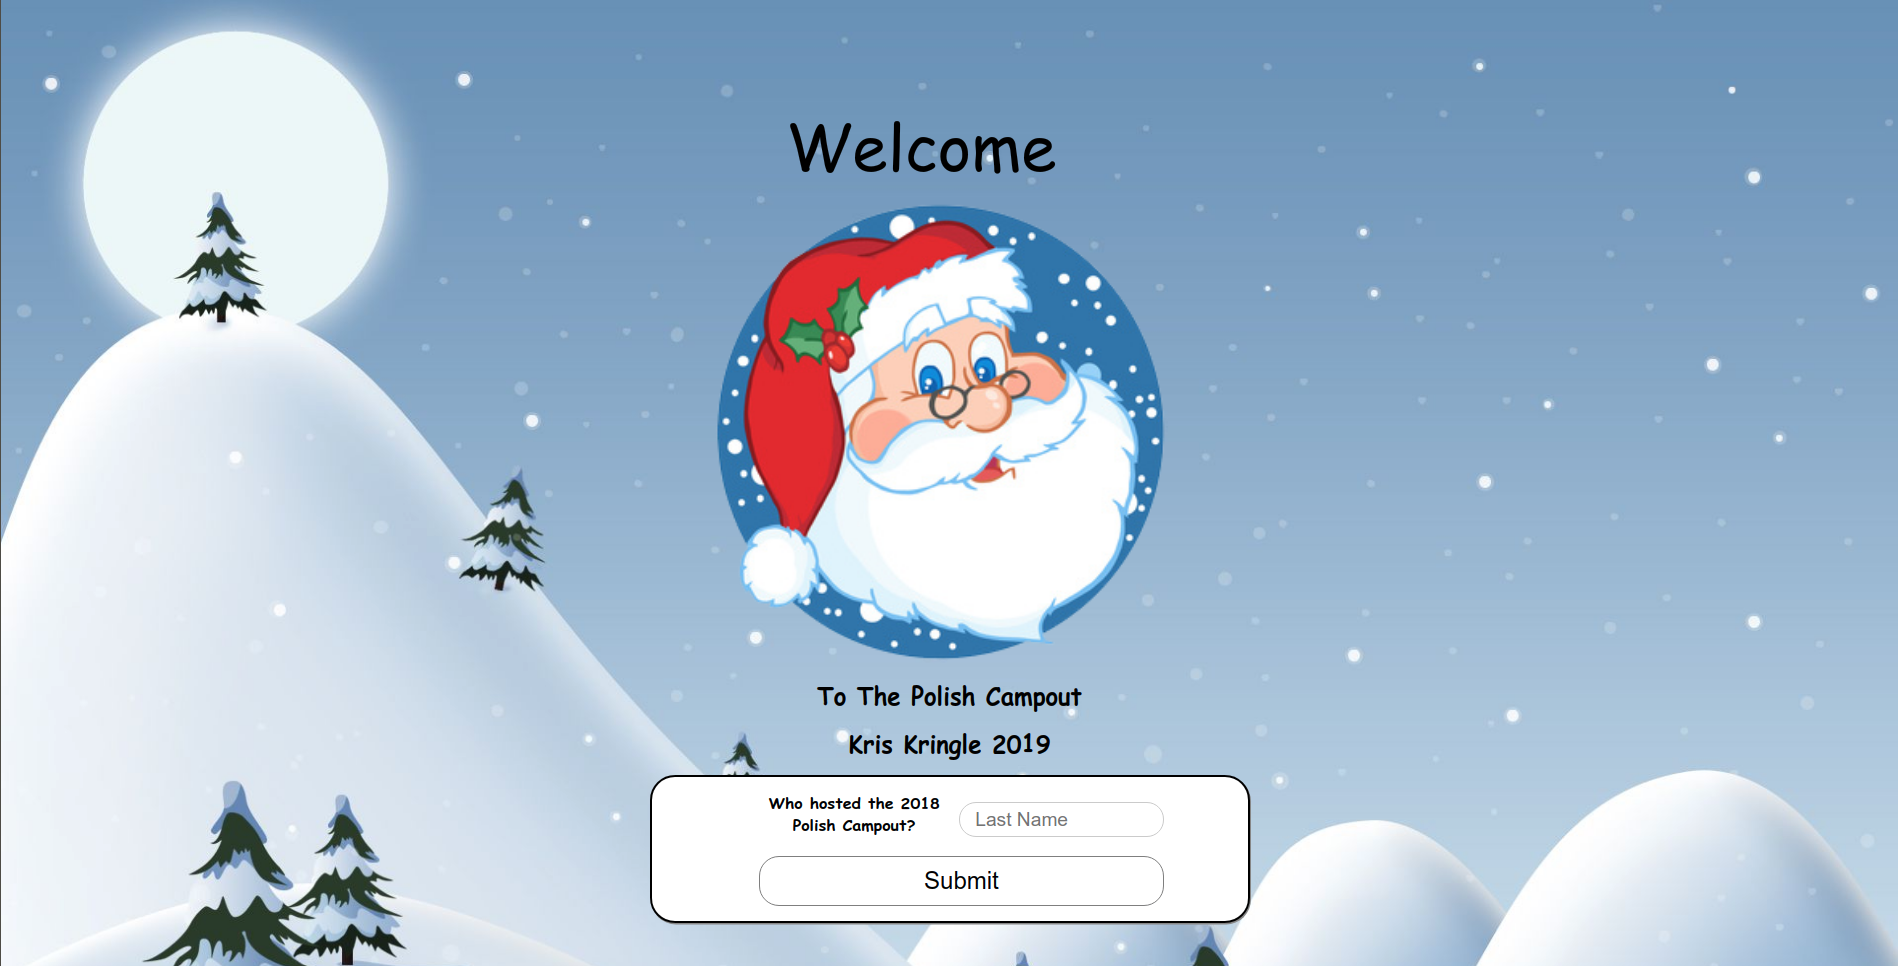 Welcome
To The Polish Campout
Kris Kringle 2019
Who hosted the 2018
Polish Campout?
Last Name
Submit